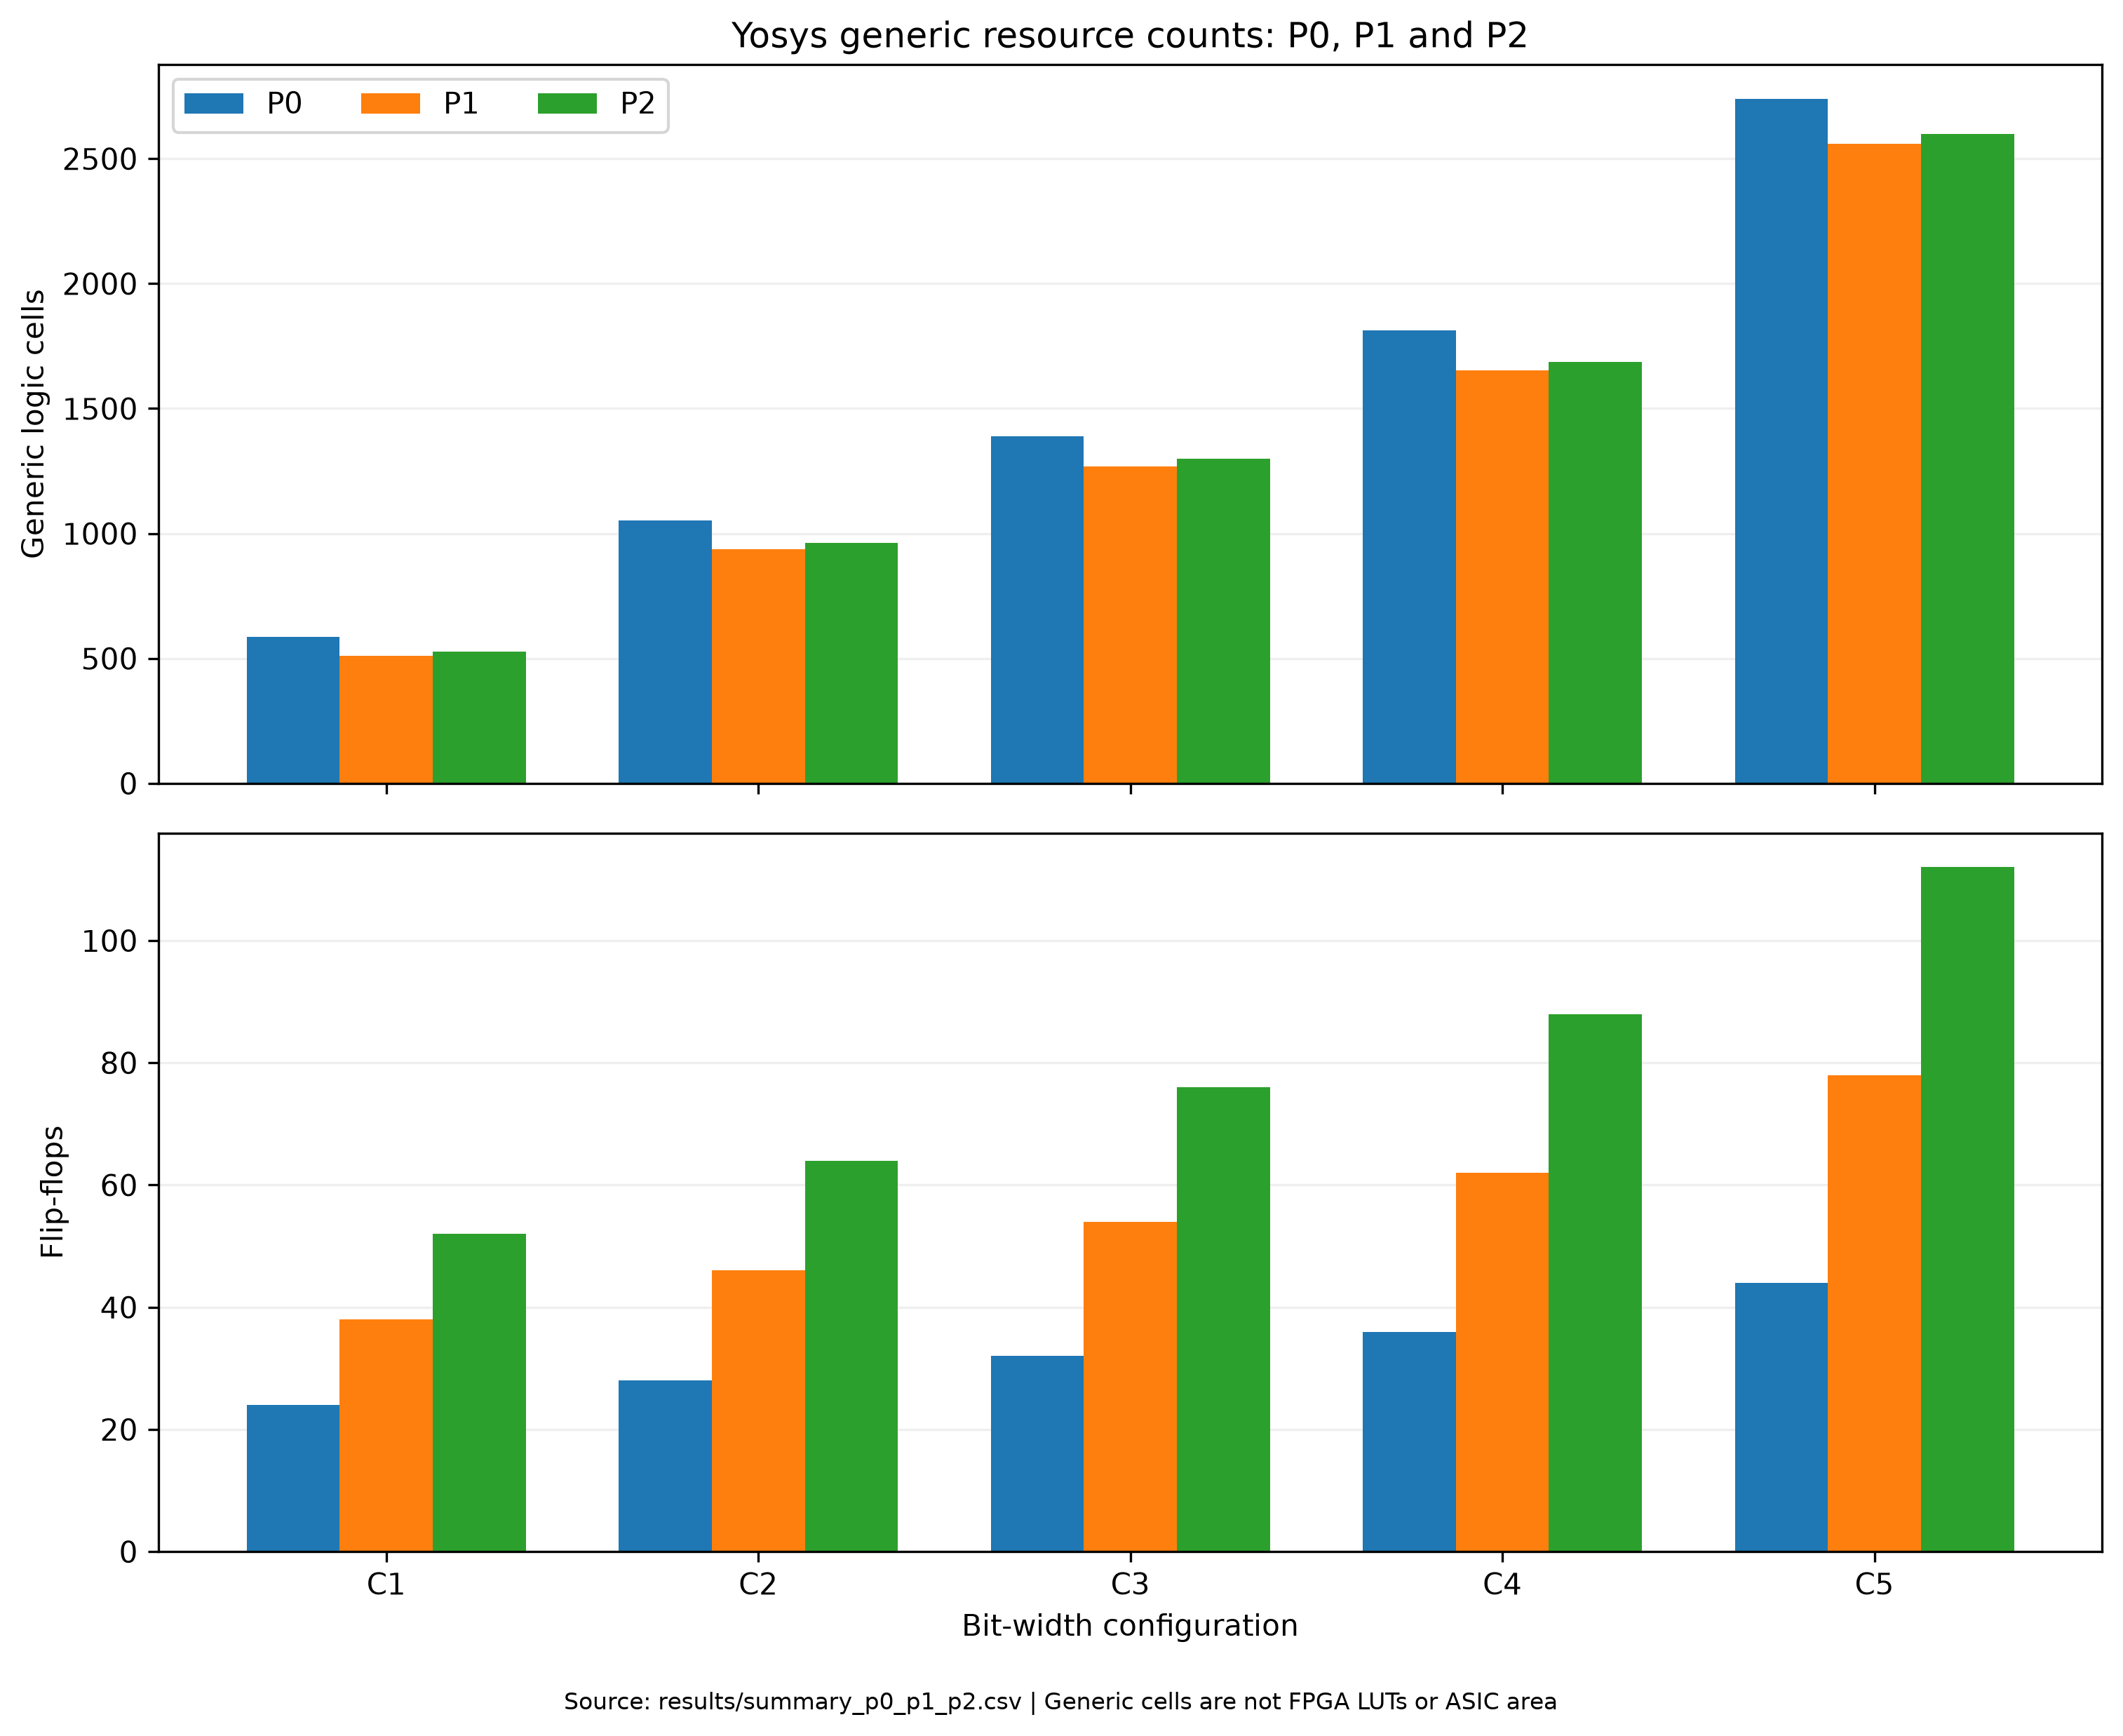 Yosys generic resource counts: P0, P1 and P2
P0 P1 P2
Generic logic cells
2500
2000
1500
1000
500
0
Flip-flops
100
80
60
40
20
0
C1 C2 C3 C4 C5
Bit-width configuration
Source: results/summary_p0_p1_p2.csv | Generic cells are not FPGA LUTs or ASIC area